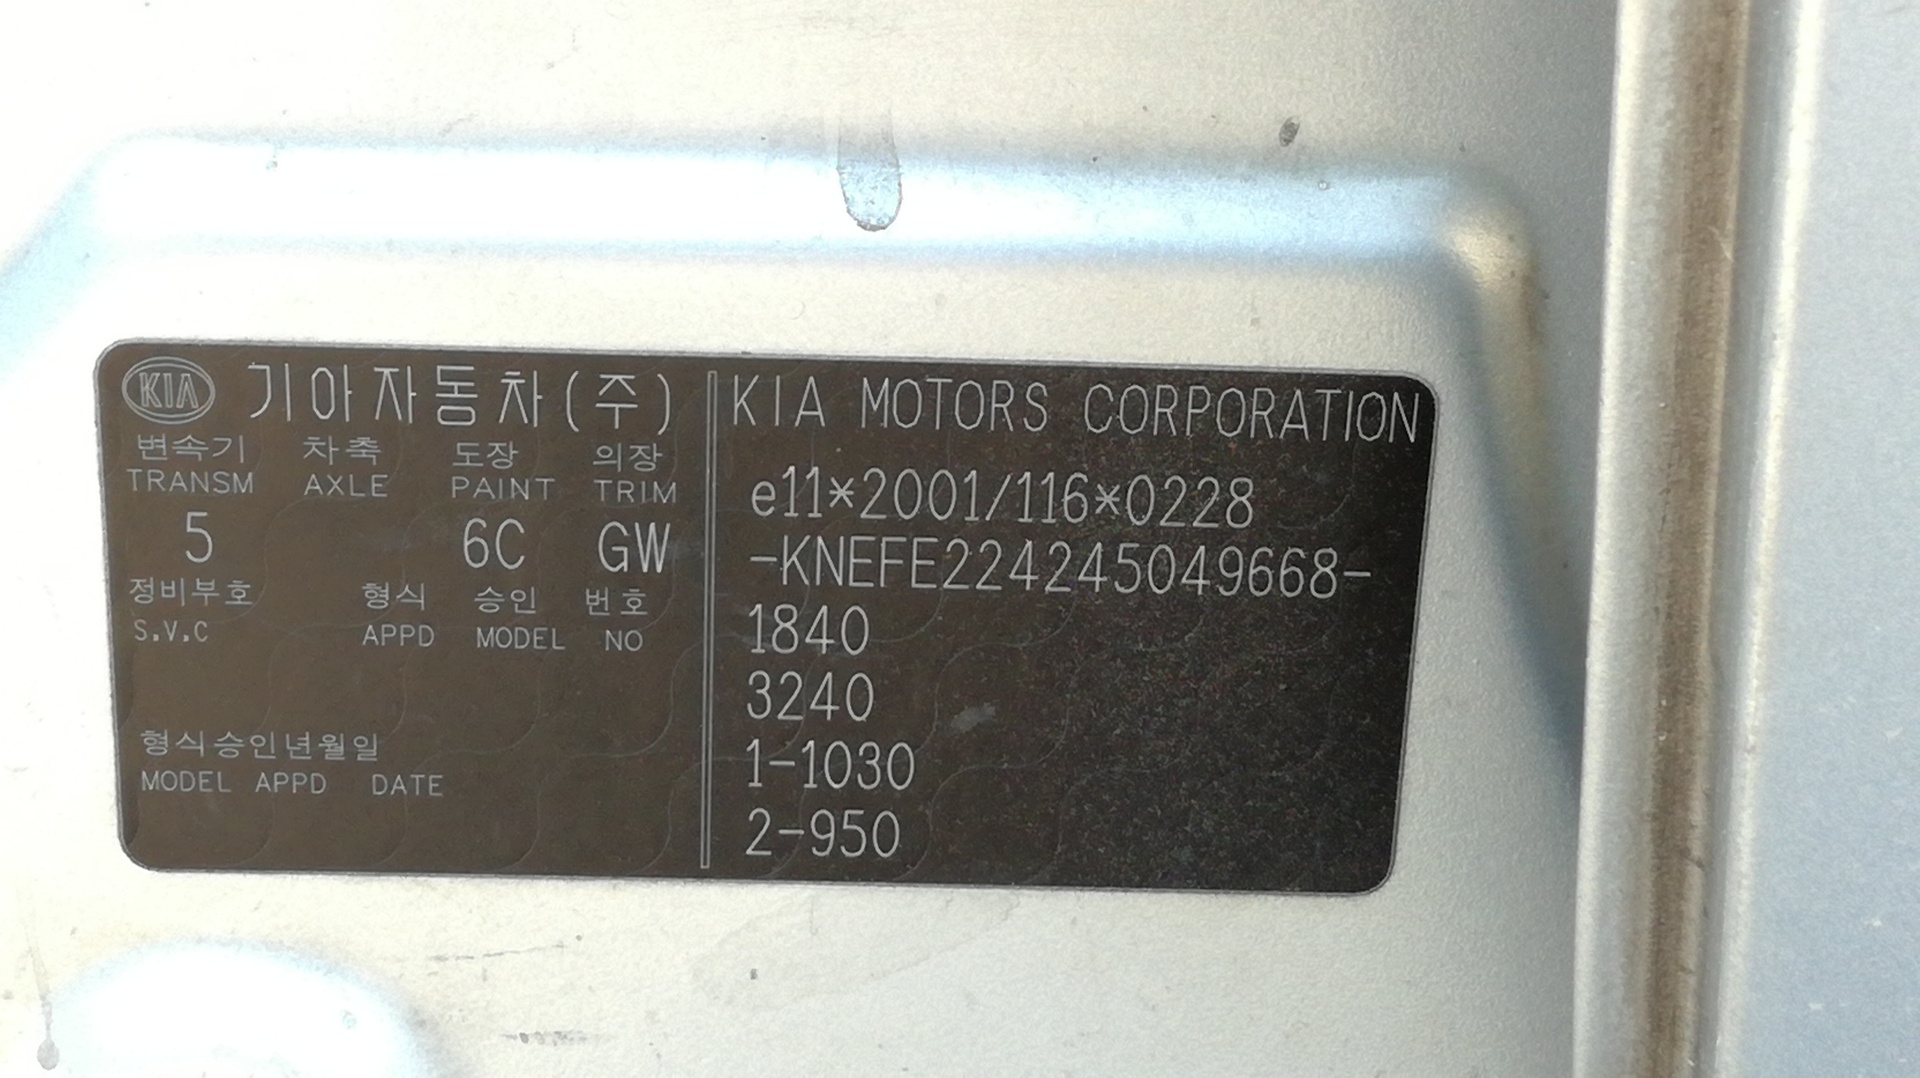 KIA 기아자동차(주)
변속기 차축 도장 의장
TRANSM AXLE PAINT TRIM
5 6C GW
정비부호 형식 승인 번호
S.V.C APPD MODEL NO
형식승인년월일
MODEL APPD DATE
KIA MOTORS CORPORATION
e11*2001/116*0228
-KNEFE224245049668-
1840
3240
1-1030
2-950